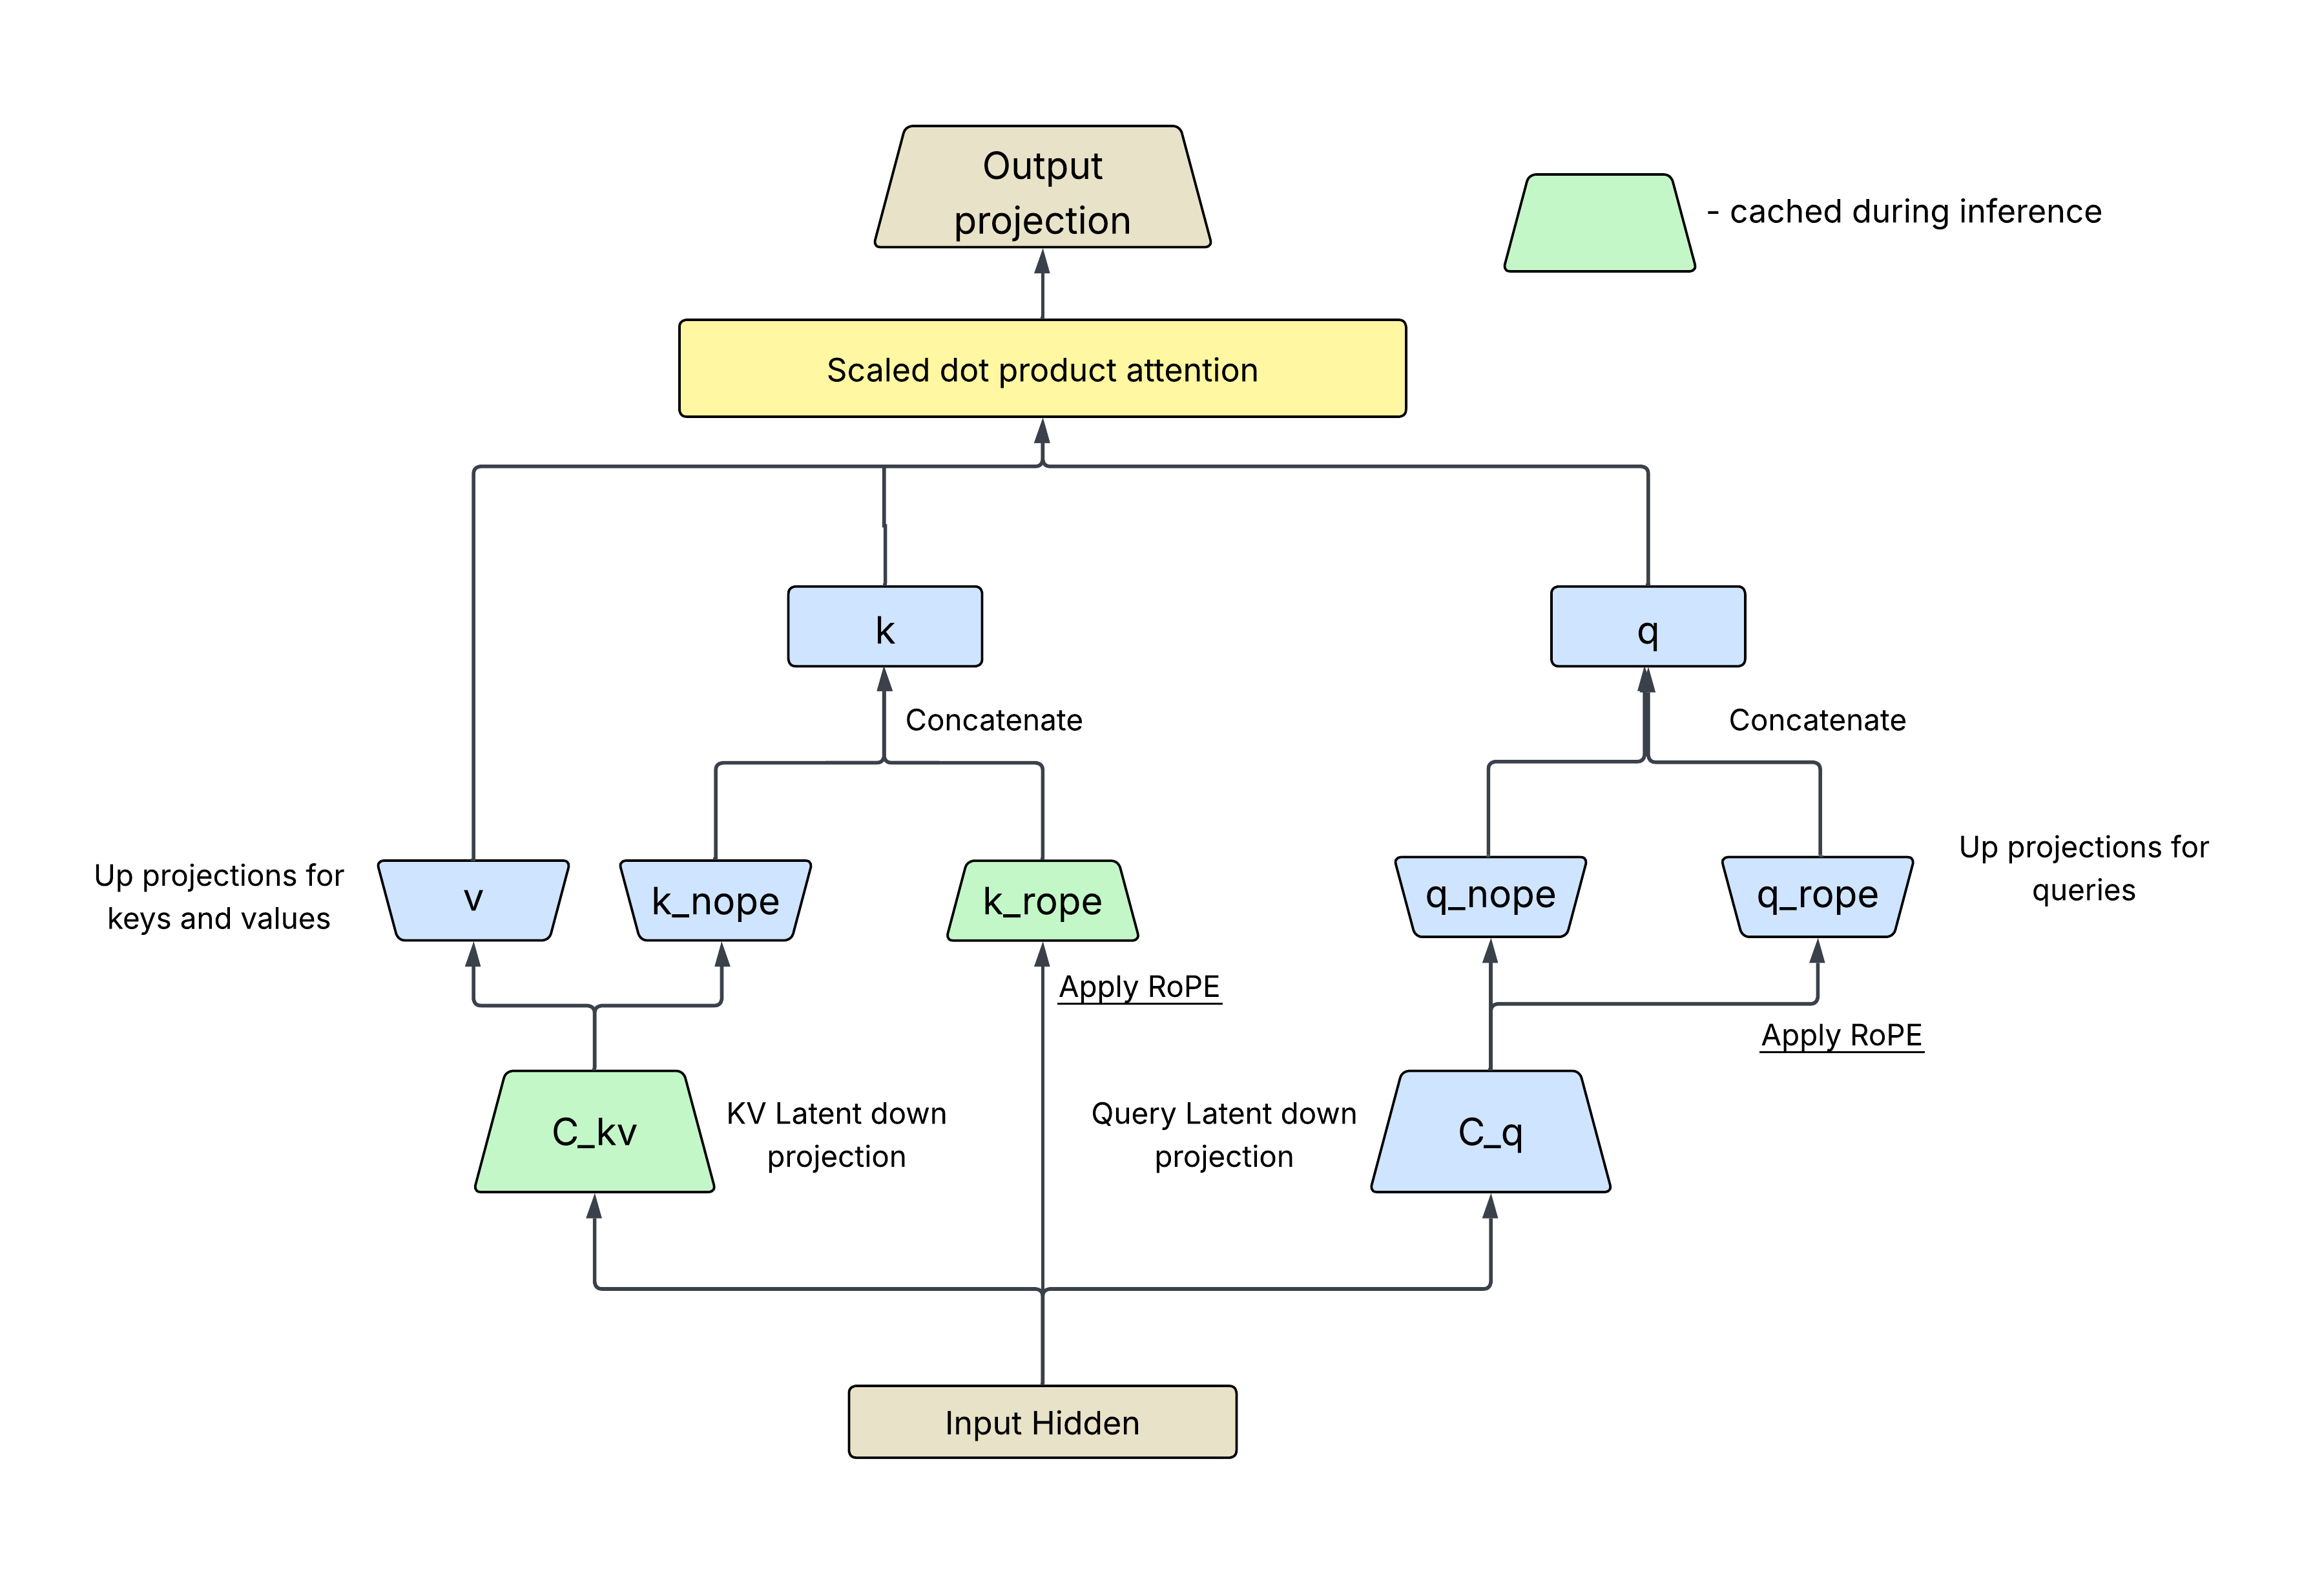 Output
projection
- cached during inference
Scaled dot product attention
k
q
Concatenate
Concatenate
Up projections for
keys and values
v
k_nope
k_rope
q_nope
q_rope
Up projections for
queries
Apply RoPE
Apply RoPE
C_kv
KV Latent down
projection
Query Latent down
projection
C_q
Input Hidden